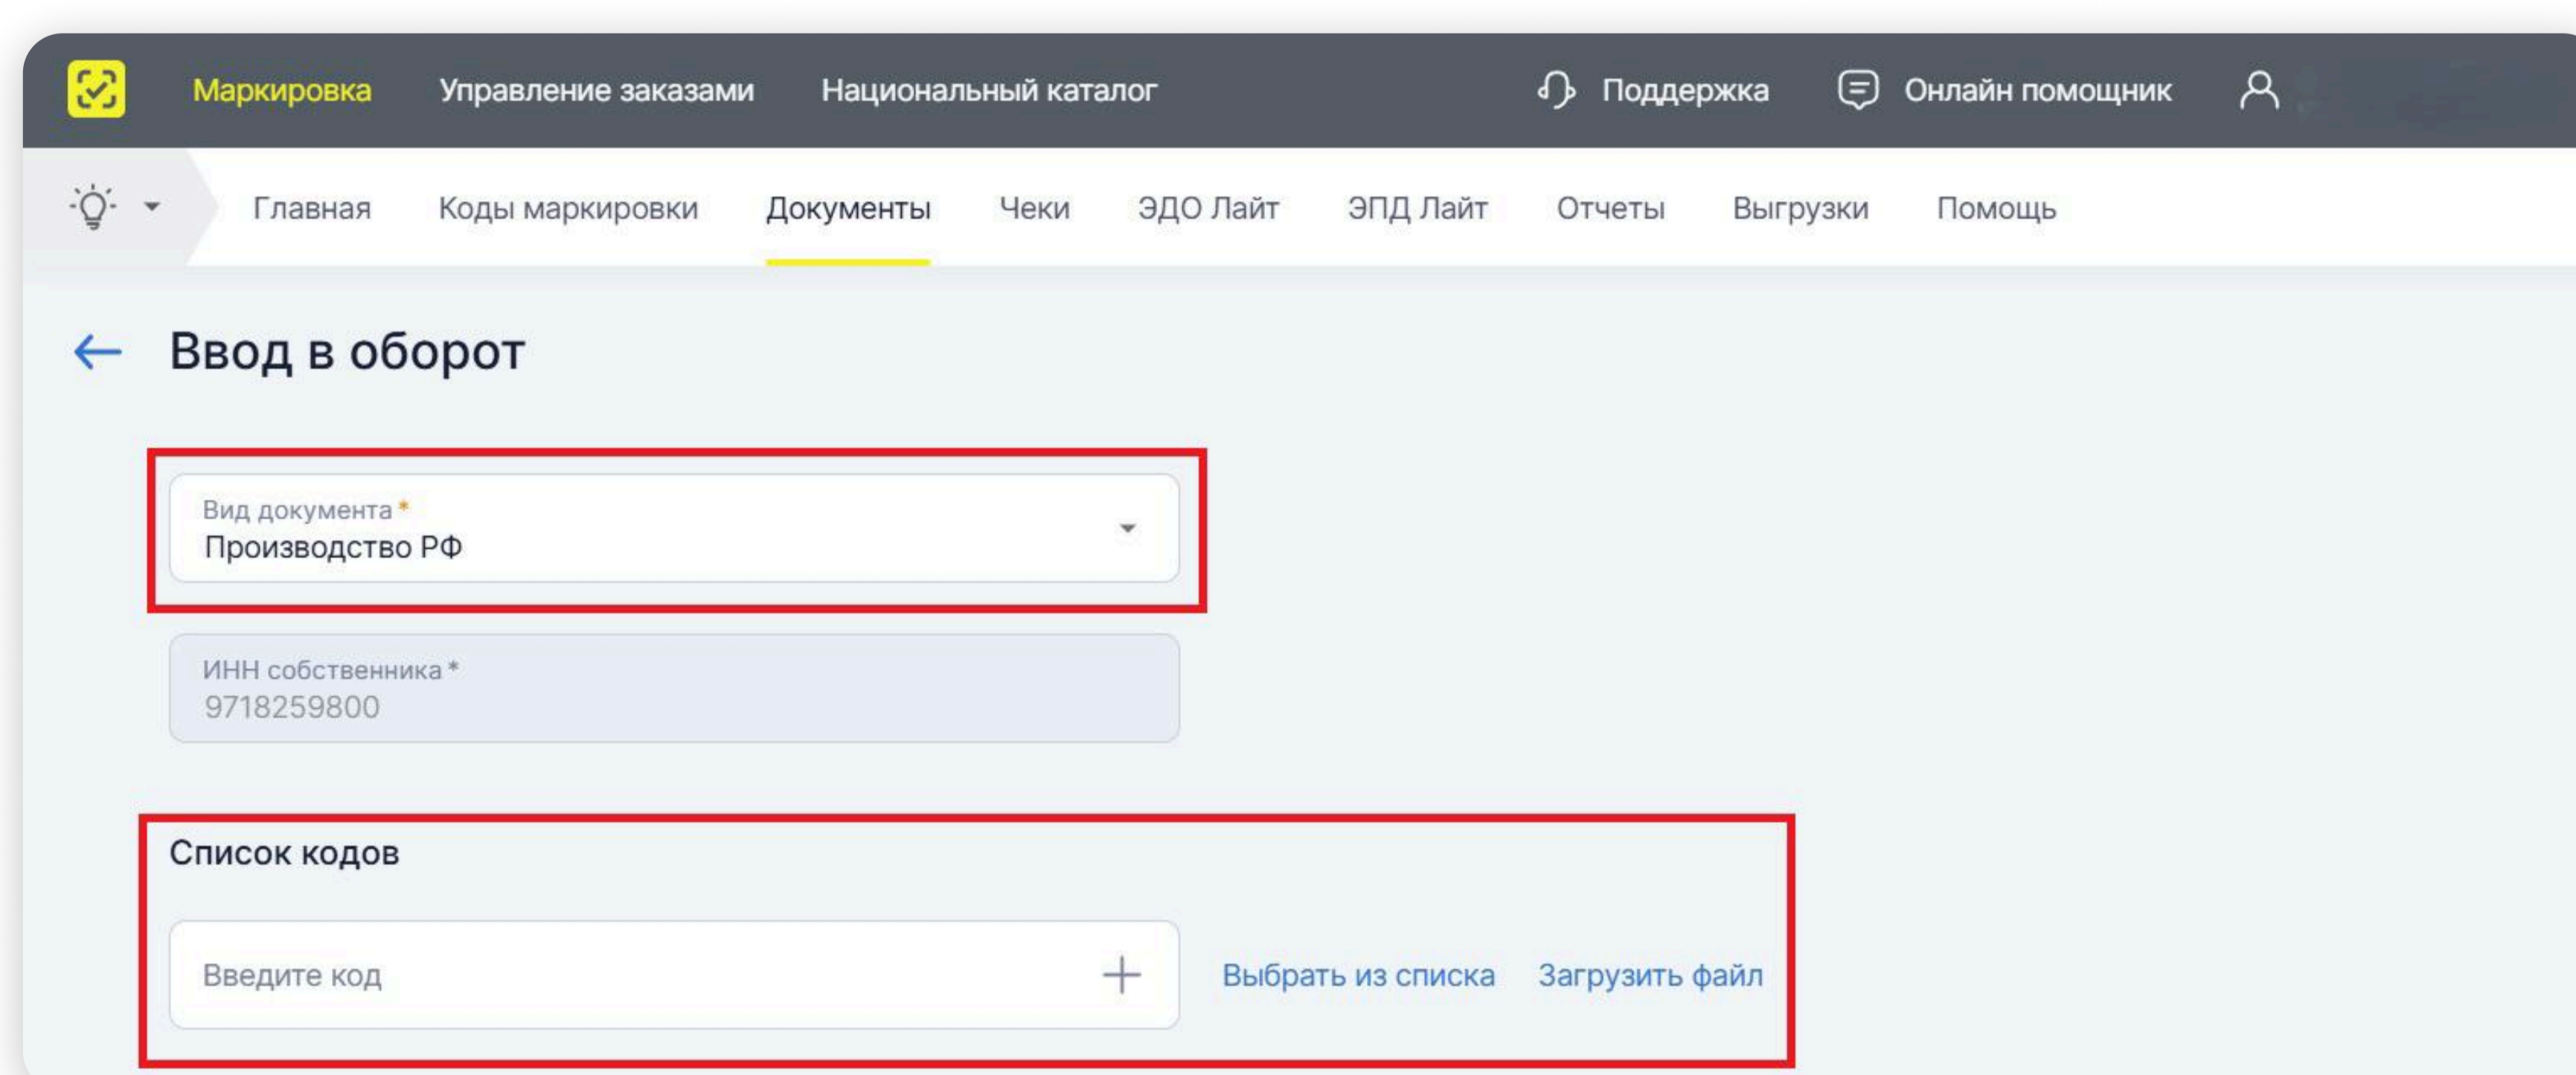 Маркировка Управление заказами Национальный каталог Поддержка Онлайн помощник
Главная Коды маркировки Документы Чеки ЭДО Лайт ЭПД Лайт Отчеты Выгрузки Помощь
Ввод в оборот
Вид документа *
Производство РФ
ИНН собственника *
9718259800
Список кодов
Введите код Выбрать из списка Загрузить файл